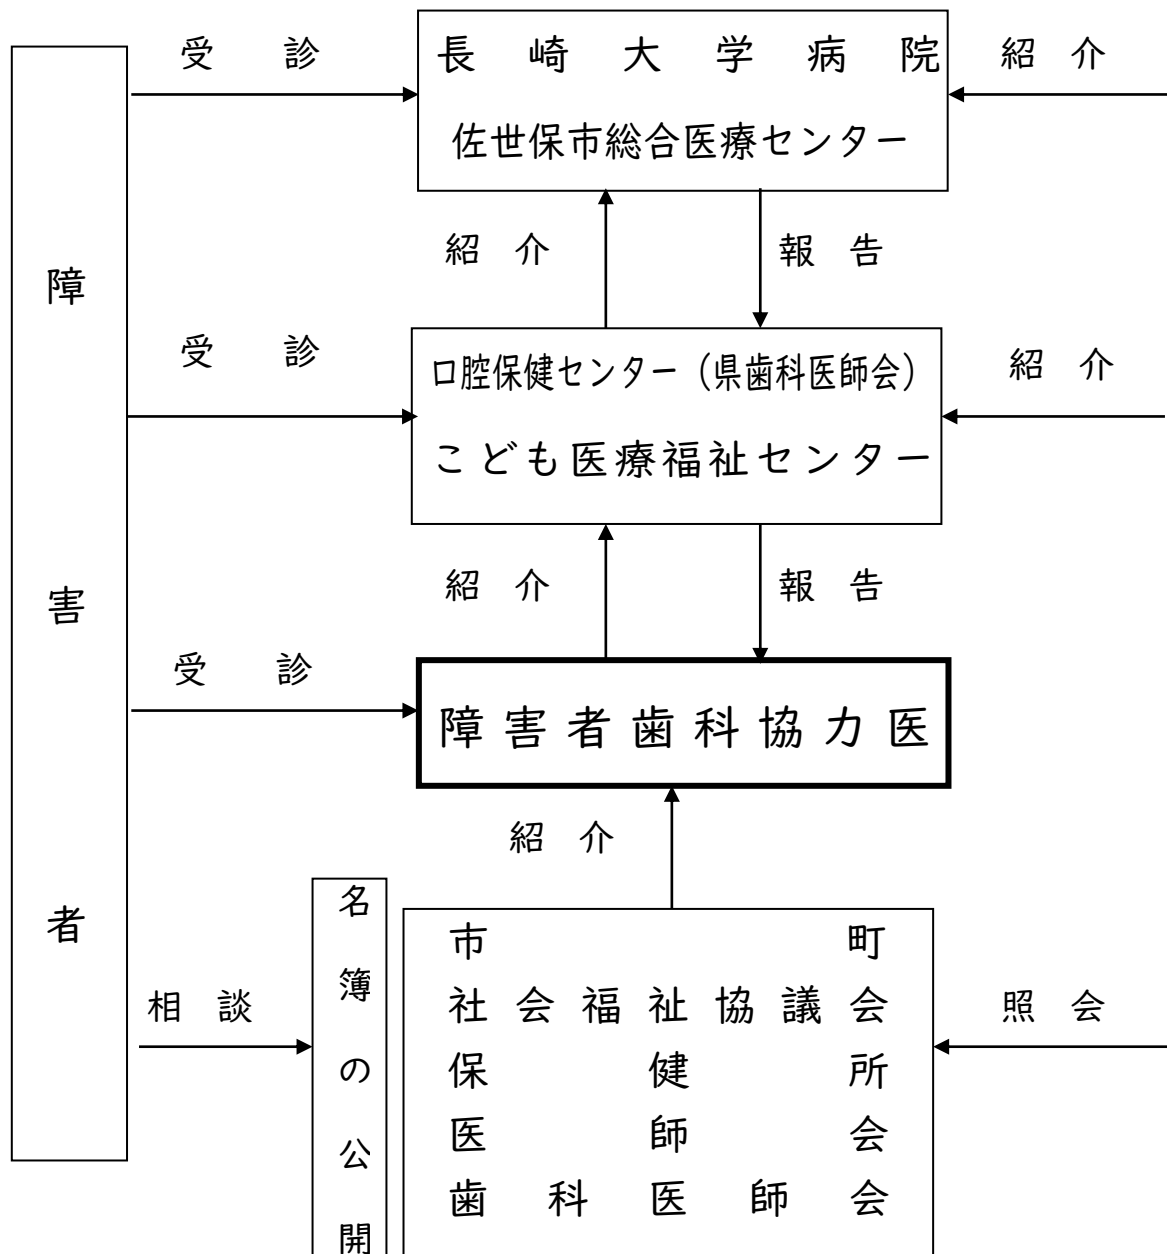 受診
長崎大学病院
紹介
佐世保市総合医療センター
紹介
報告
障害者
受診
口腔保健センター（県歯科医師会）
紹介
こども医療福祉センター
紹介
報告
受診
障害者歯科協力医
紹介
名簿の公開
市町
相談
社会福祉協議会
照会
保健所
医師会
歯科医師会